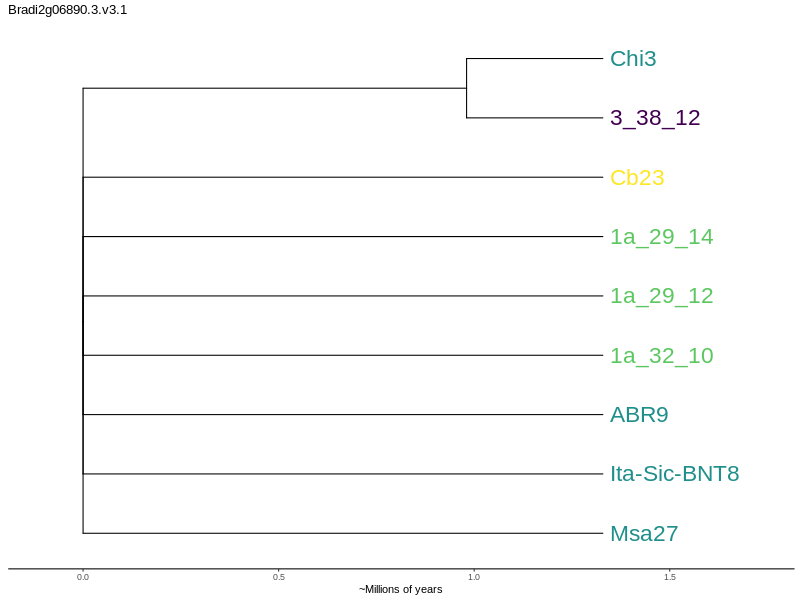 Bradi2g06890.3.v3.1
Chi3
3_38_12
Cb23
1a_29_14
1a_29_12
1a_32_10
ABR9
Ita-Sic-BNT8
Msa27
0.0 0.5 1.0 1.5
~Millions of years